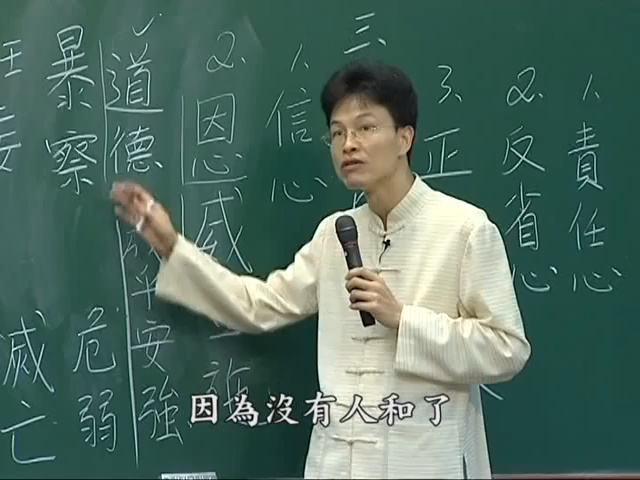 1. 責任心
2. 反省心
3. 正
三、
1. 信心
2. 恩威
道德
安強
暴察
危弱
滅亡
因為沒有人和了